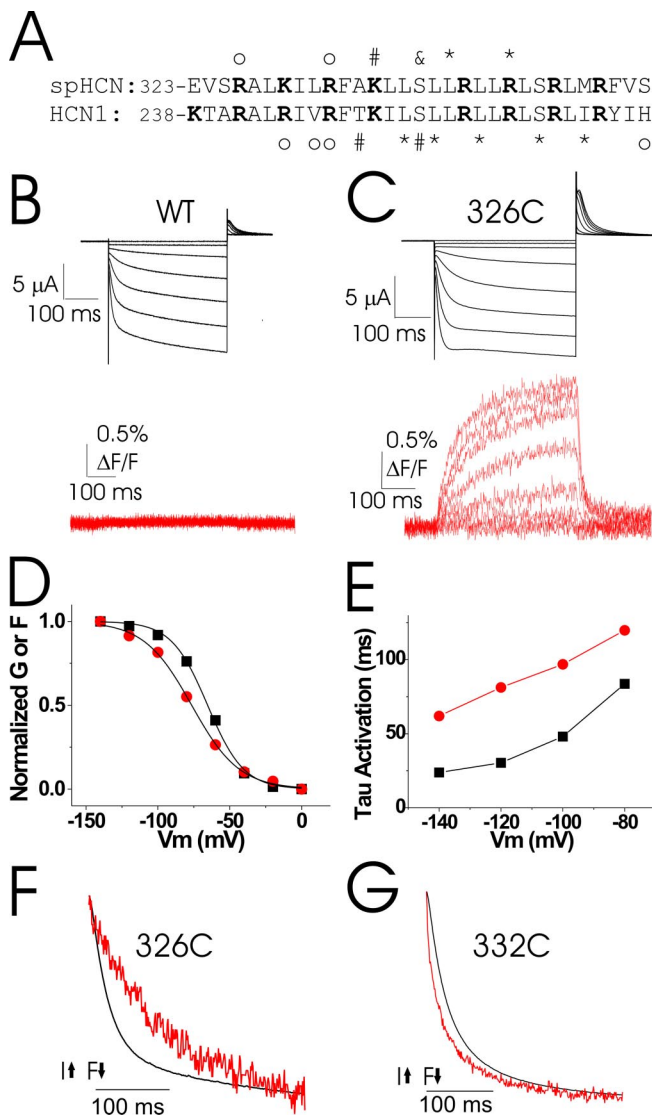 A
o o # & * *
spHCN: 323-EVSRALKILRFAKLLSLLRLLRLSRLMRFVS
HCN1: 238-KTARALRIVRFTKILSLLRLLRLSRLIRYIH
o oo # * # * * * * o
B
WT
5 µA
100 ms
0.5%
ΔF/F
100 ms
C
326C
5 µA
100 ms
0.5%
ΔF/F
100 ms
D
Normalized G or F
1.0
0.5
0.0
-150 -100 -50 0
Vm (mV)
E
Tau Activation (ms)
100
50
0
-140 -120 -100 -80
Vm (mV)
F
326C
I⬆ F⬇
100 ms
G
332C
I⬆ F⬇
100 ms